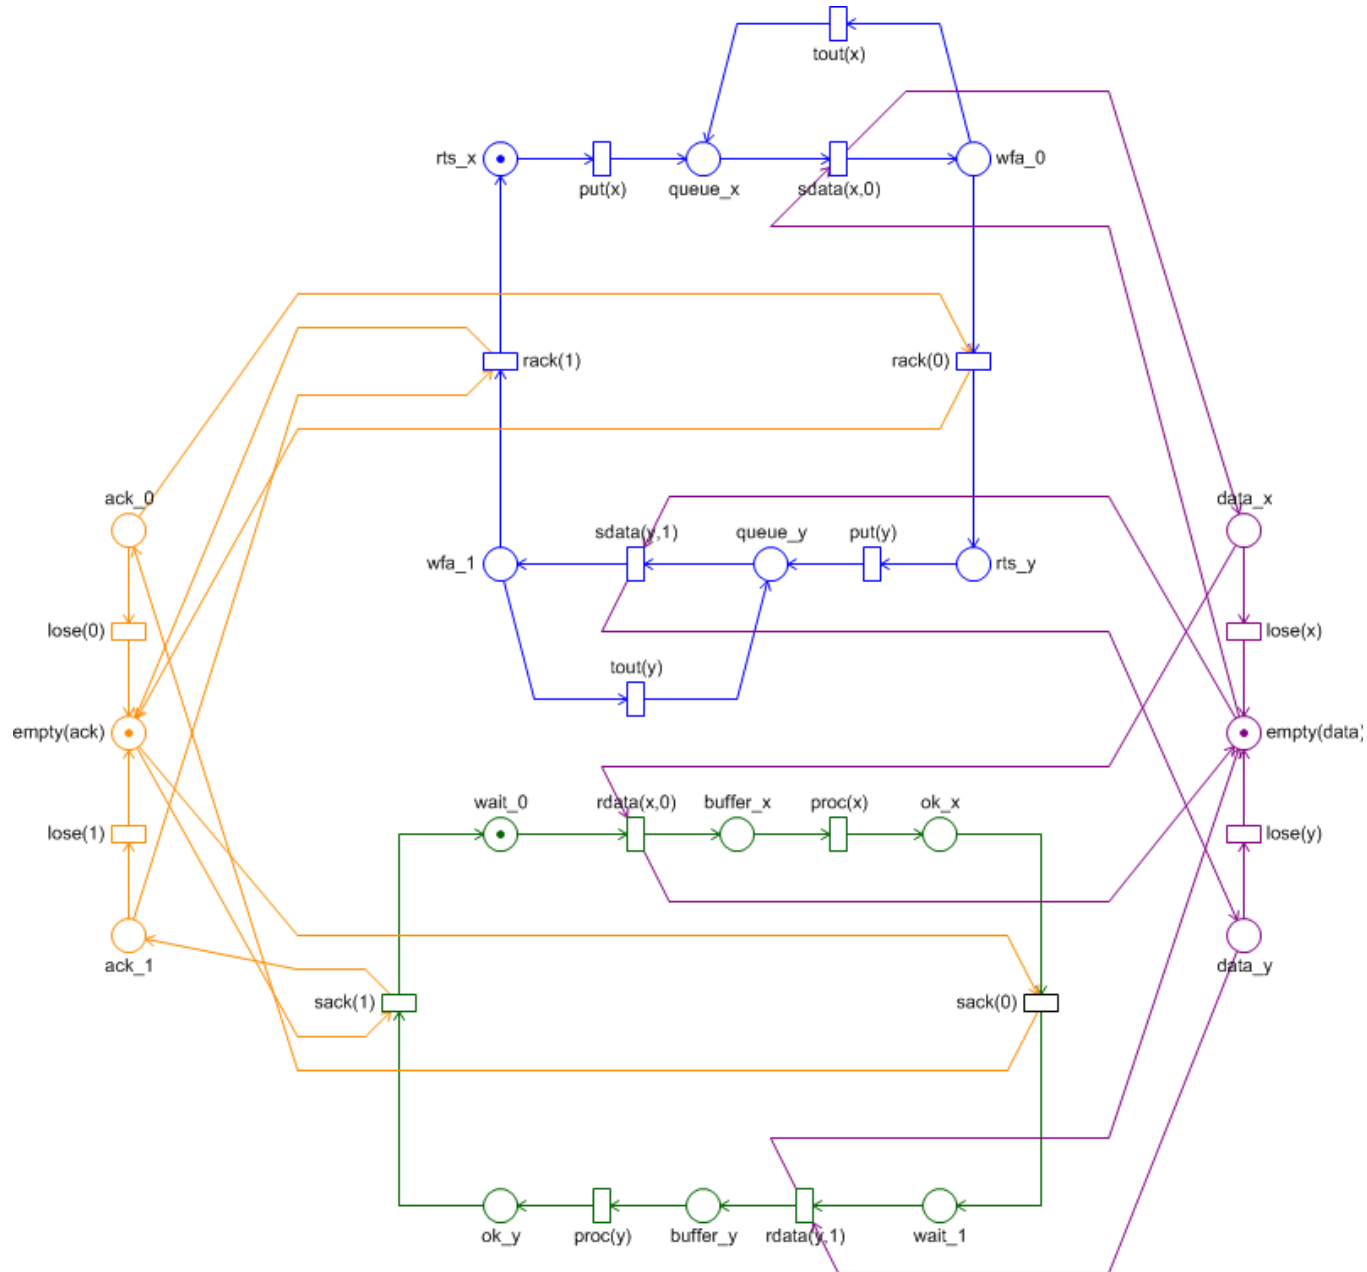 tout(x)
rts_x
put(x)
queue_x
sdata(x,0)
wfa_0
rack(1)
rack(0)
ack_0
data_x
sdata(y,1)
queue_y
put(y)
wfa_1
rts_y
lose(0)
lose(x)
tout(y)
empty(ack)
empty(data)
wait_0
rdata(x,0)
buffer_x
proc(x)
ok_x
lose(1)
lose(y)
ack_1
data_y
sack(1)
sack(0)
ok_y
proc(y)
buffer_y
rdata(y,1)
wait_1